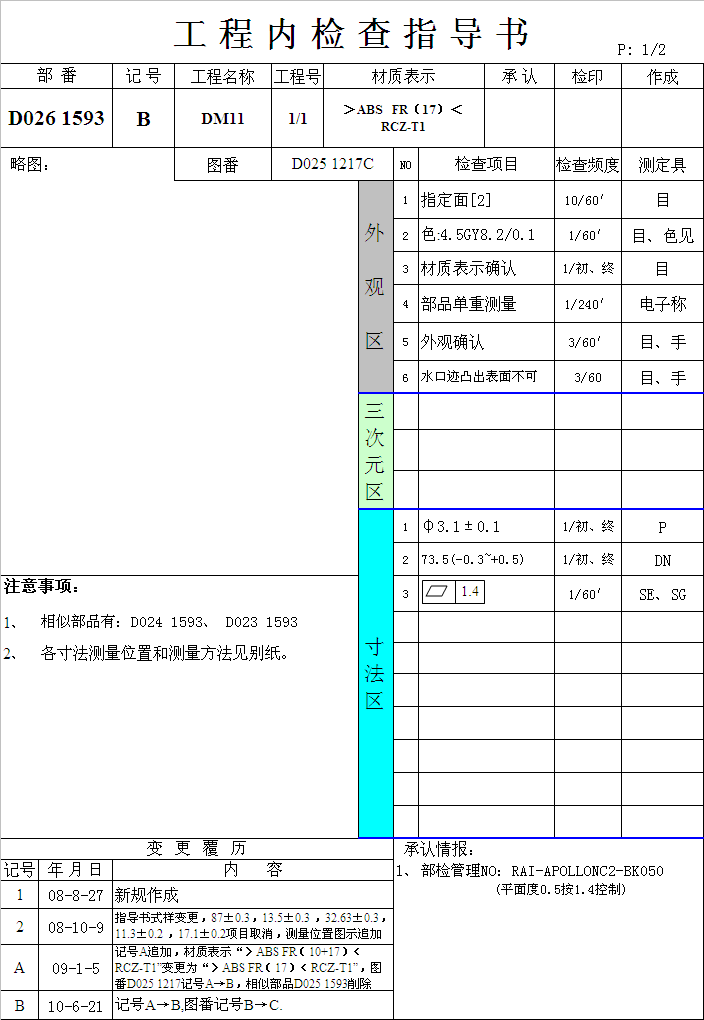 工程内检查指导书
P: 1/2
部番 记号 工程名称 工程号 材质表示 承认 检印 作成
D026 1593 B DM11 1/1 ＞ABS FR（17）＜
RCZ-T1
略图： 图番 D025 1217C NO 检查项目 检查频度 测定具
外观区
1 指定面[2] 10/60′ 目
2 色:4.5GY8.2/0.1 1/60′ 目、色见
3 材质表示确认 1/初、终 目
4 部品单重测量 1/240′ 电子称
5 外观确认 3/60′ 目、手
6 水口迹凸出表面不可 3/60 目、手
三次元区
寸法区
1 φ3.1±0.1 1/初、终 P
2 73.5(-0.3~+0.5) 1/初、终 DN
3 ▱ 1.4 1/60′ SE、SG
注意事项：
1、 相似部品有：D024 1593、 D023 1593
2、 各寸法测量位置和测量方法见别纸。
变更覆历
记号 年月日 内 容
1 08-8-27 新规作成
2 08-10-9 指导书式样变更，87±0.3，13.5±0.3 ，32.63±0.3，
11.3±0.2 ，17.1±0.2项目取消，测量位置图示追加
A 09-1-5 记号A追加，材质表示“＞ABS FR（ 10+17）＜
RCZ-T1”变更为“＞ABS FR（ 17）＜ RCZ-T1”，图
番D025 1217记号A→B，相似部品D025 1593削除
B 10-6-21 记号A→B,图番记号B→C.
承认情报：
1、 部检管理NO：RAI-APOLLONC2-BK050
(平面度0.5按1.4控制)